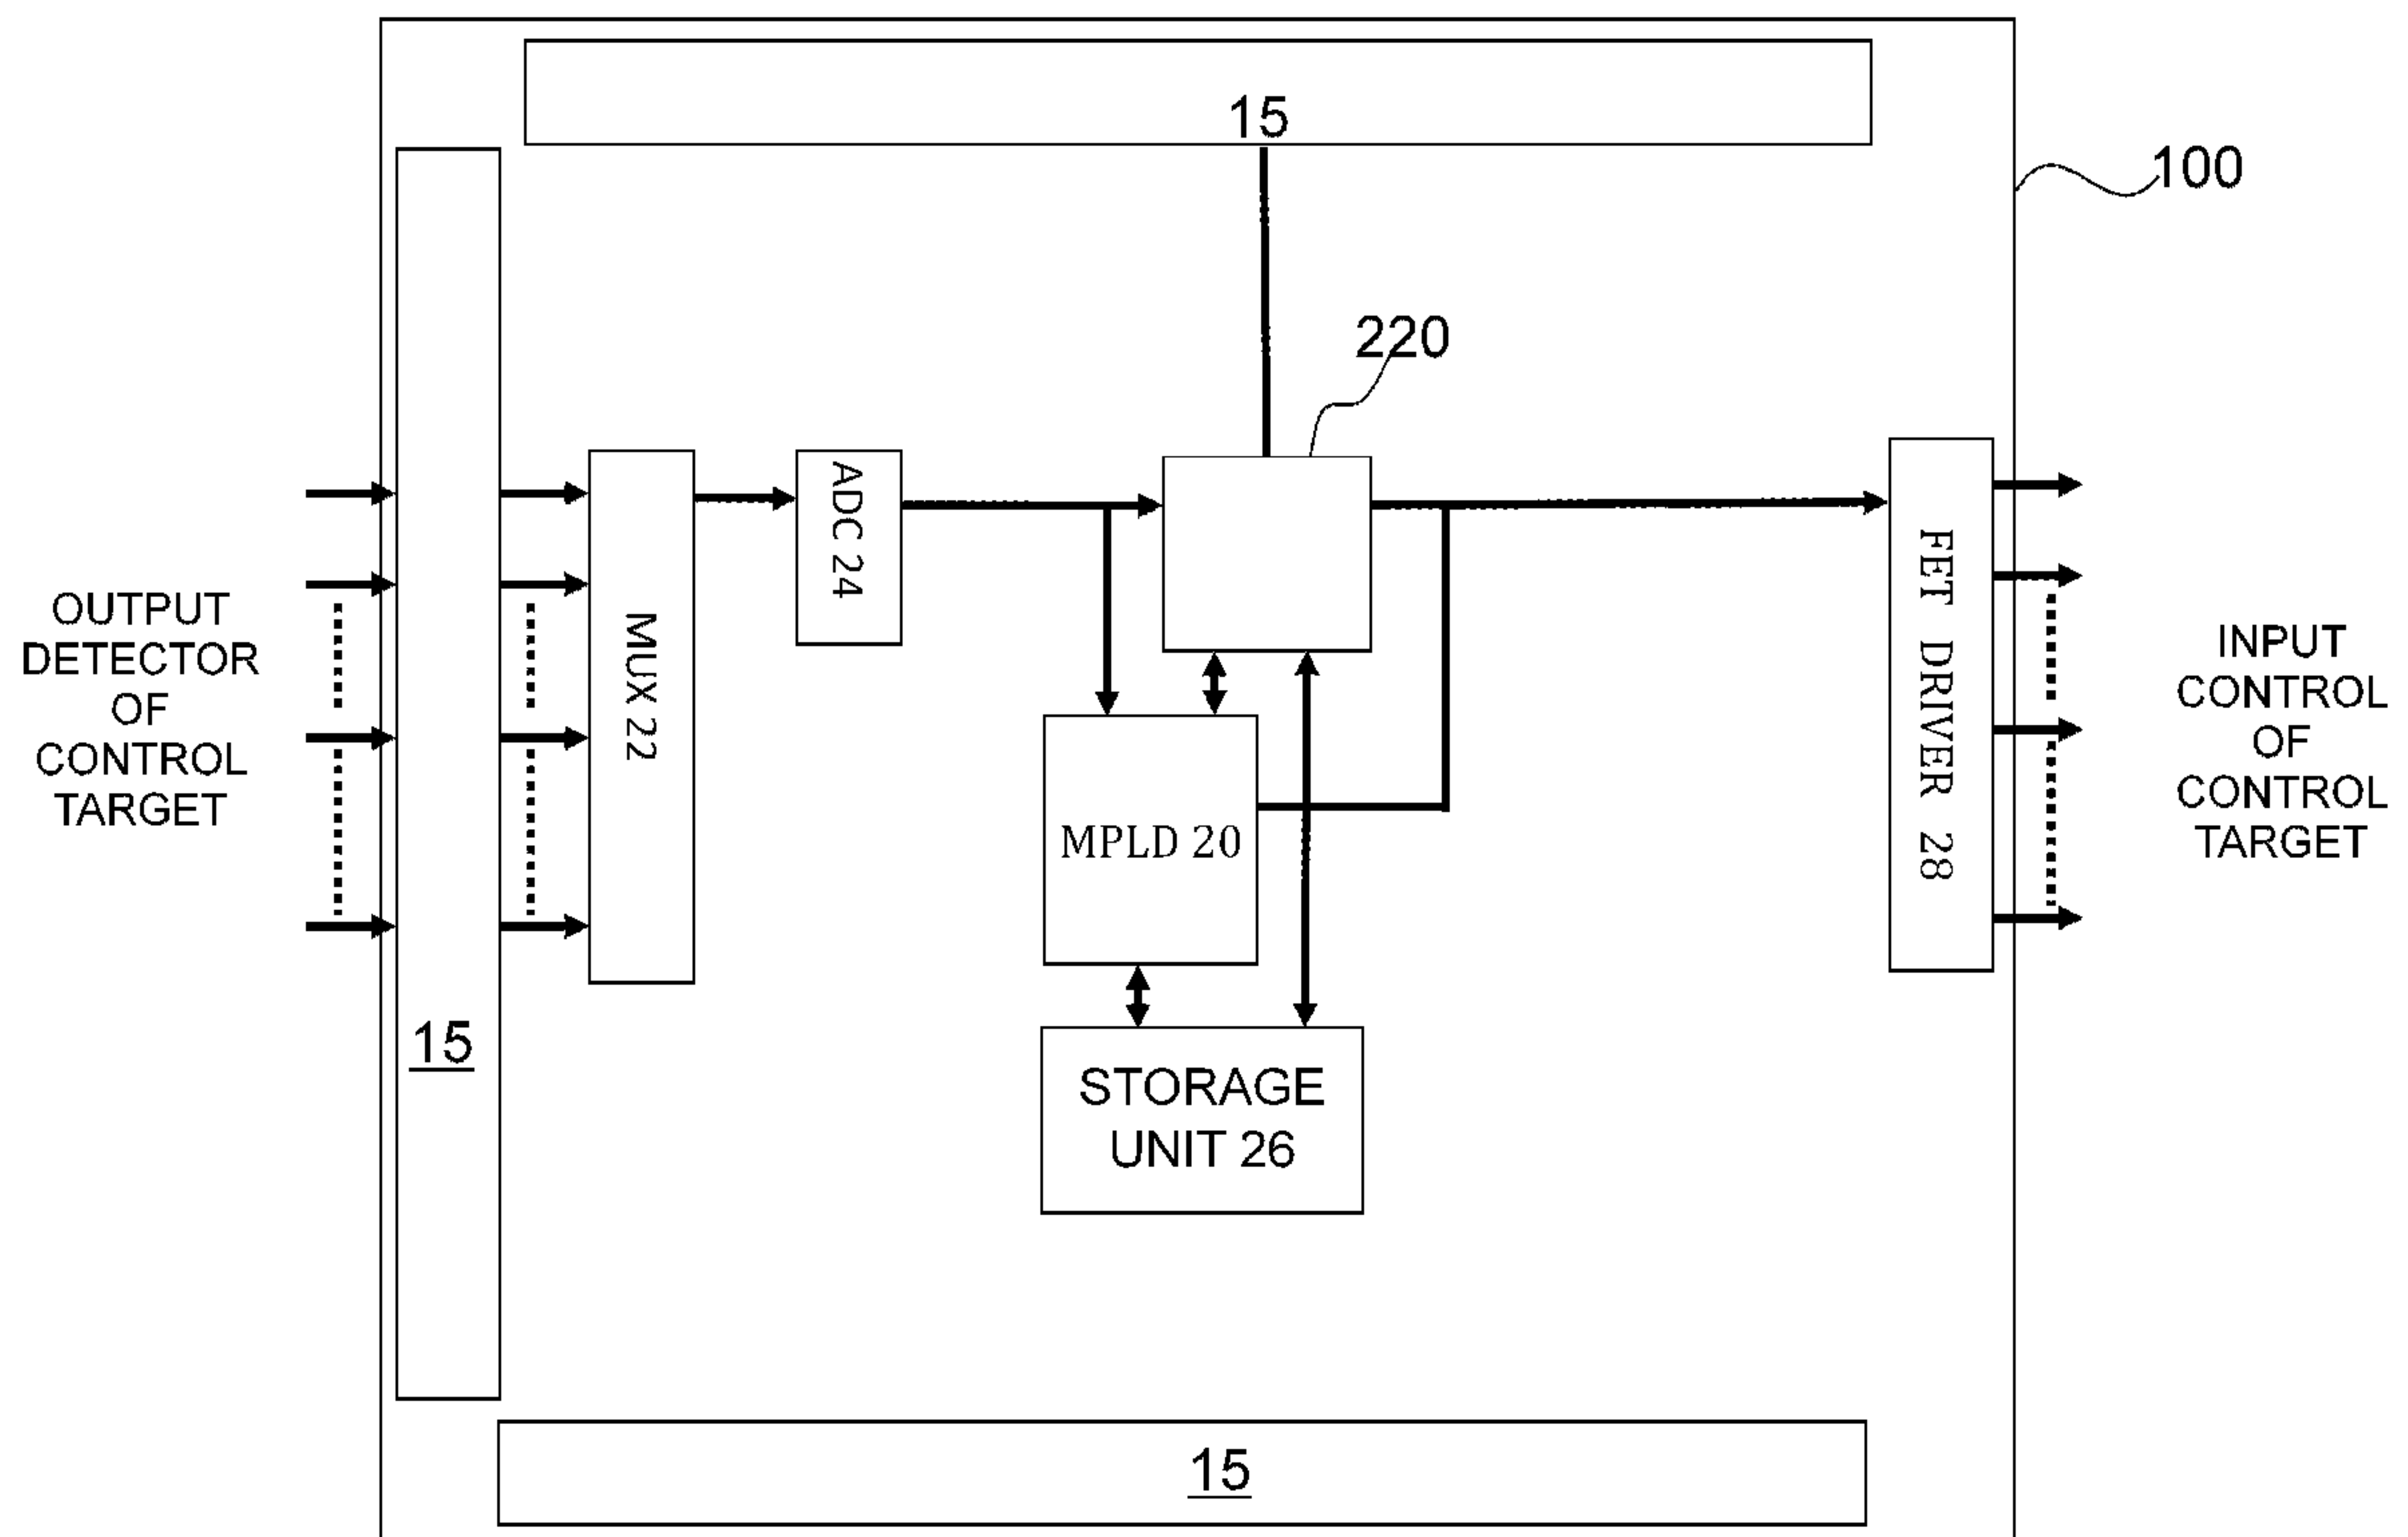 15
100
220
OUTPUT
DETECTOR
OF
CONTROL
TARGET
MUX 22
ADC 24
FET DRIVER 28
INPUT
CONTROL
OF
CONTROL
TARGET
MPLD 20
15
STORAGE
UNIT 26
15